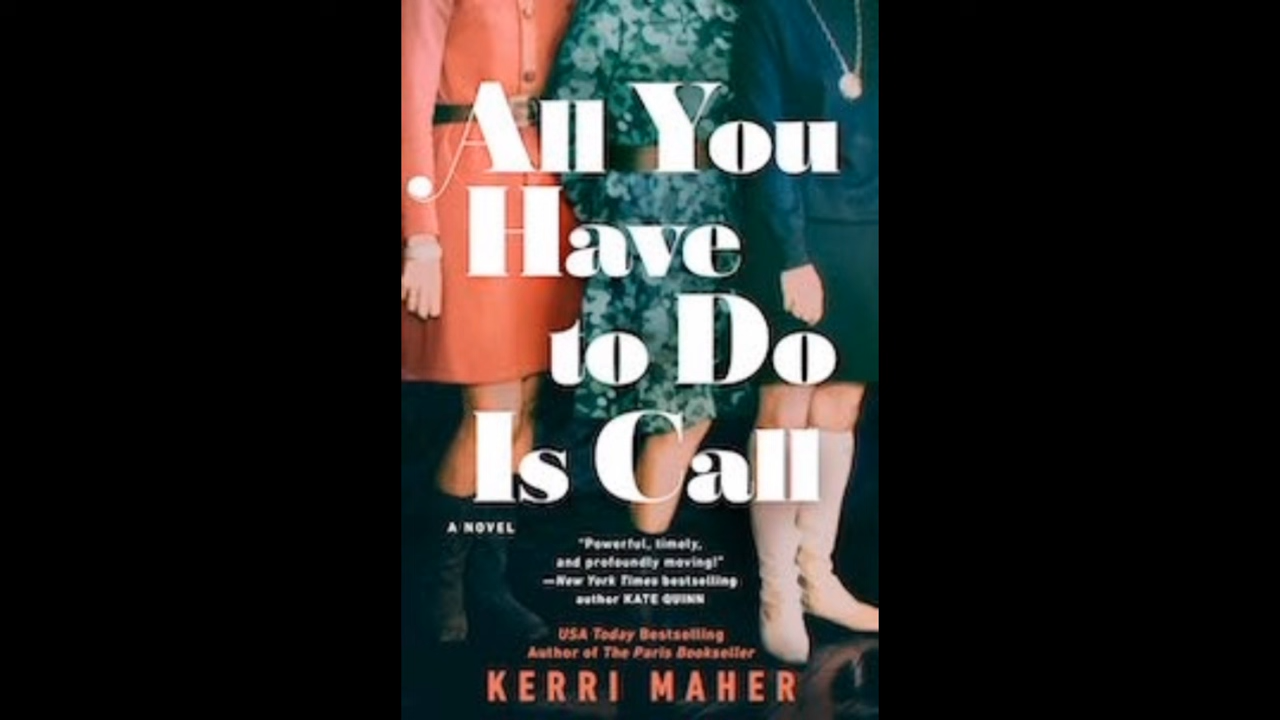 All You
Have
to Do
Is Call
A NOVEL
"Powerful, timely,
and profoundly moving!"
—New York Times bestselling
author KATE QUINN
USA Today Bestselling
Author of The Paris Bookseller
KERRI MAHER